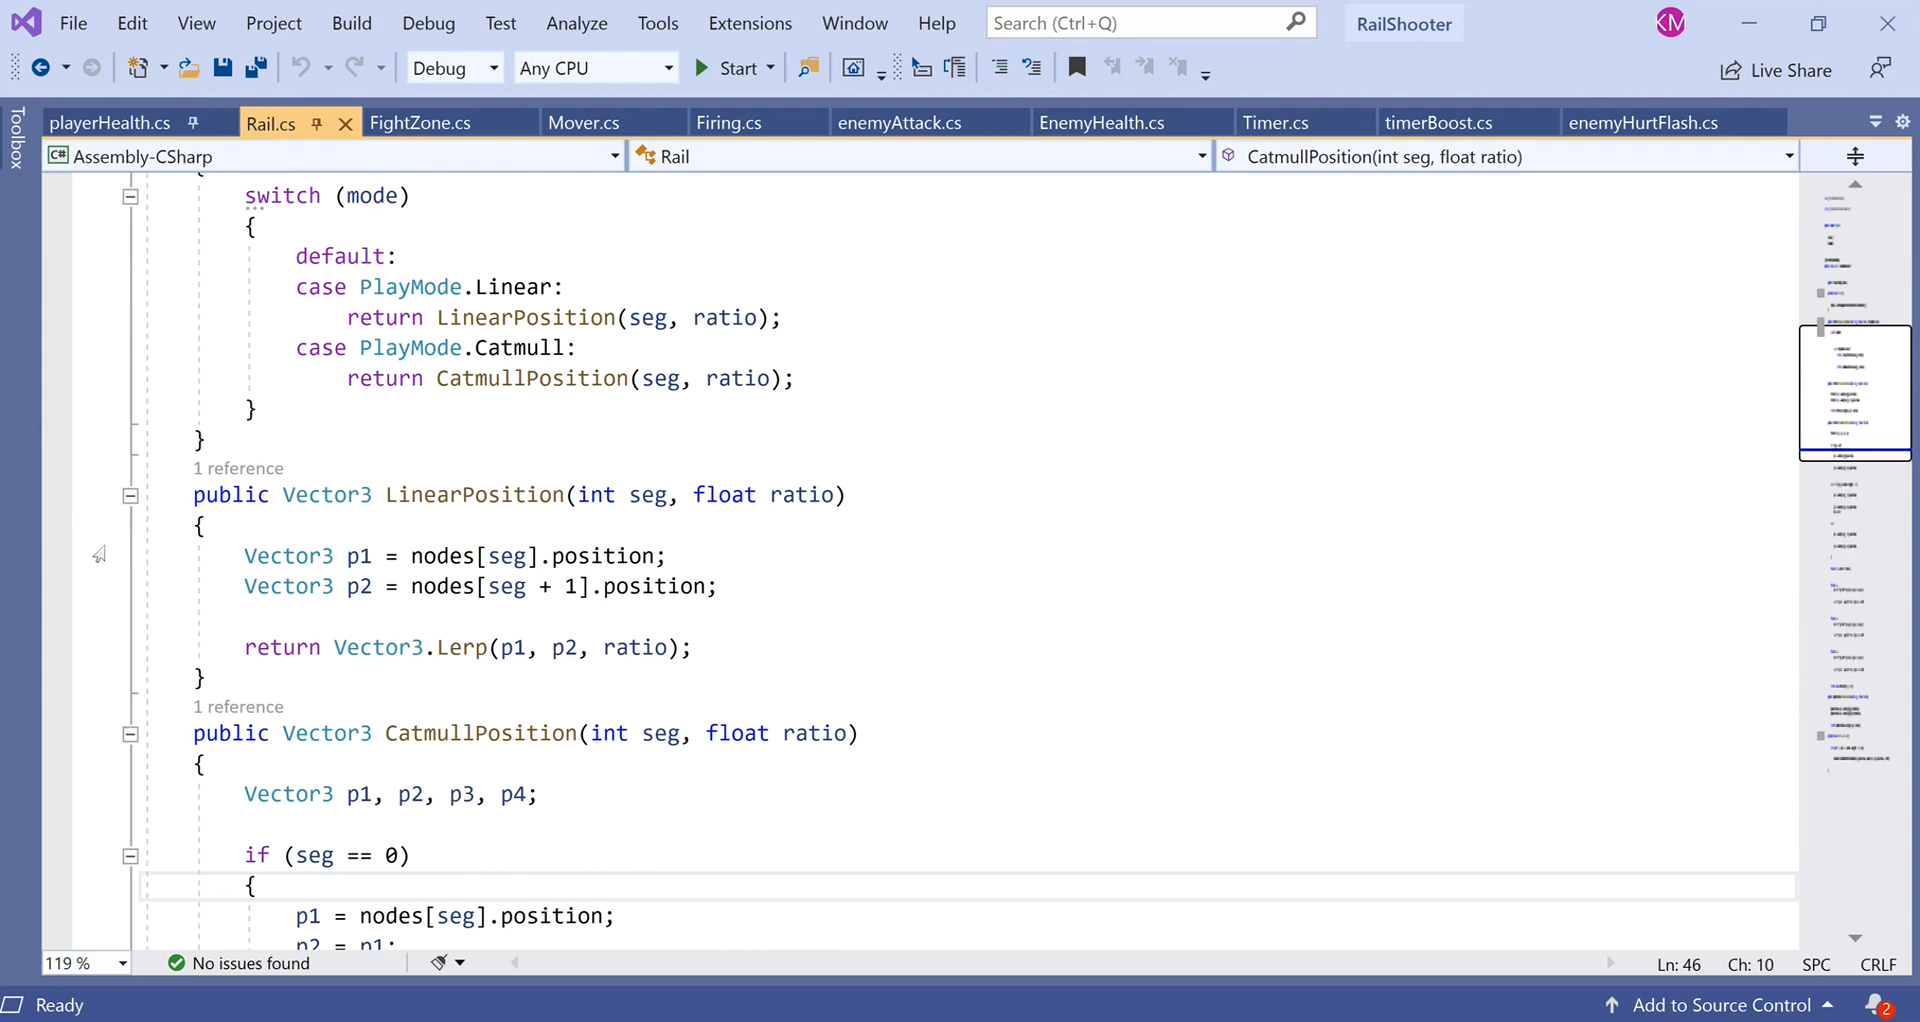 File Edit View Project Build Debug Test Analyze Tools Extensions Window Help Search (Ctrl+Q) RailShooter KM
Debug Any CPU Start Live Share
Toolbox
playerHealth.cs Rail.cs FightZone.cs Mover.cs Firing.cs enemyAttack.cs EnemyHealth.cs Timer.cs timerBoost.cs enemyHurtFlash.cs
C# Assembly-CSharp Rail CatmullPosition(int seg, float ratio)
switch (mode)
{
default:
case PlayMode.Linear:
return LinearPosition(seg, ratio);
case PlayMode.Catmull:
return CatmullPosition(seg, ratio);
}
}
1 reference
public Vector3 LinearPosition(int seg, float ratio)
{
Vector3 p1 = nodes[seg].position;
Vector3 p2 = nodes[seg + 1].position;
return Vector3.Lerp(p1, p2, ratio);
}
1 reference
public Vector3 CatmullPosition(int seg, float ratio)
{
Vector3 p1, p2, p3, p4;
if (seg == 0)
{
p1 = nodes[seg].position;
p2 = p1;
119 % No issues found Ln: 46 Ch: 10 SPC CRLF
Ready Add to Source Control 2